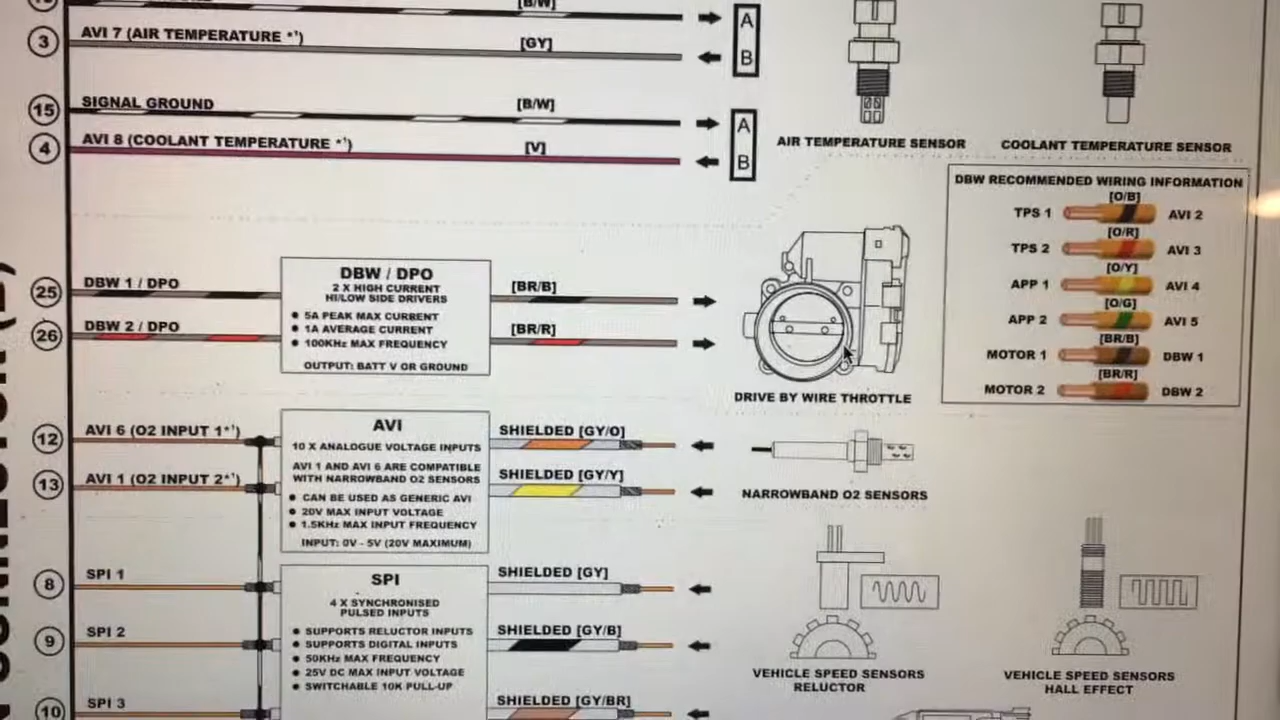 [B/W]
A
3
AVI 7 (AIR TEMPERATURE *¹)
[GY]
B
15
SIGNAL GROUND
[B/W]
A
4
AVI 8 (COOLANT TEMPERATURE *¹)
[V]
B
AIR TEMPERATURE SENSOR
COOLANT TEMPERATURE SENSOR
DBW RECOMMENDED WIRING INFORMATION
[O/B]
TPS 1
AVI 2
[O/R]
TPS 2
AVI 3
[O/Y]
APP 1
AVI 4
[O/G]
APP 2
AVI 5
[BR/B]
MOTOR 1
DBW 1
[BR/R]
MOTOR 2
DBW 2
25
DBW 1 / DPO
[BR/B]
26
DBW 2 / DPO
[BR/R]
DBW / DPO
2 X HIGH CURRENT
HI/LOW SIDE DRIVERS
● 5A PEAK MAX CURRENT
● 1A AVERAGE CURRENT
● 100KHz MAX FREQUENCY
OUTPUT: BATT V OR GROUND
DRIVE BY WIRE THROTTLE
12
AVI 6 (O2 INPUT 1*¹)
SHIELDED [GY/O]
13
AVI 1 (O2 INPUT 2*¹)
SHIELDED [GY/Y]
AVI
10 X ANALOGUE VOLTAGE INPUTS
AVI 1 AND AVI 6 ARE COMPATIBLE
WITH NARROWBAND O2 SENSORS
● CAN BE USED AS GENERIC AVI
● 20V MAX INPUT VOLTAGE
● 1.5KHz MAX INPUT FREQUENCY
INPUT: 0V - 5V (20V MAXIMUM)
NARROWBAND O2 SENSORS
8
SPI 1
SHIELDED [GY]
9
SPI 2
SHIELDED [GY/B]
10
SPI 3
SHIELDED [GY/BR]
SPI
4 X SYNCHRONISED
PULSED INPUTS
● SUPPORTS RELUCTOR INPUTS
● SUPPORTS DIGITAL INPUTS
● 50KHz MAX FREQUENCY
● 25V DC MAX INPUT VOLTAGE
● SWITCHABLE 10K PULL-UP
VEHICLE SPEED SENSORS
RELUCTOR
VEHICLE SPEED SENSORS
HALL EFFECT